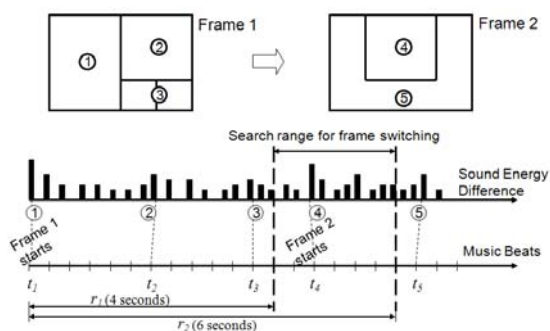 Frame 1
Frame 2
①
②
③
④
⑤
Search range for frame switching
Sound Energy
Difference
① ② ③ ④ ⑤
Frame 1
starts
Frame 2
starts
Music Beats
t1 t2 t3 t4 t5
r1 (4 seconds)
r2 (6 seconds)